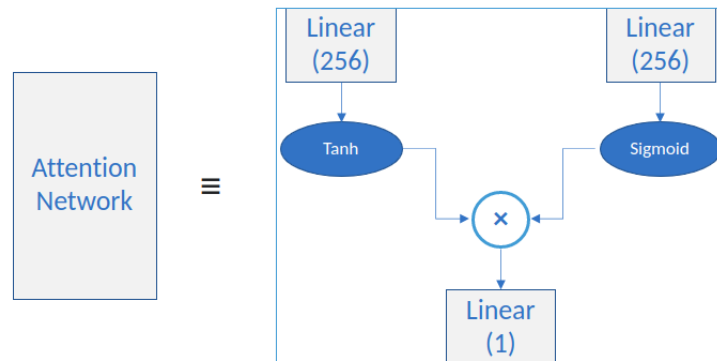 Linear
(256)
Linear
(256)
Attention
Network
≡
Tanh
Sigmoid
×
Linear
(1)